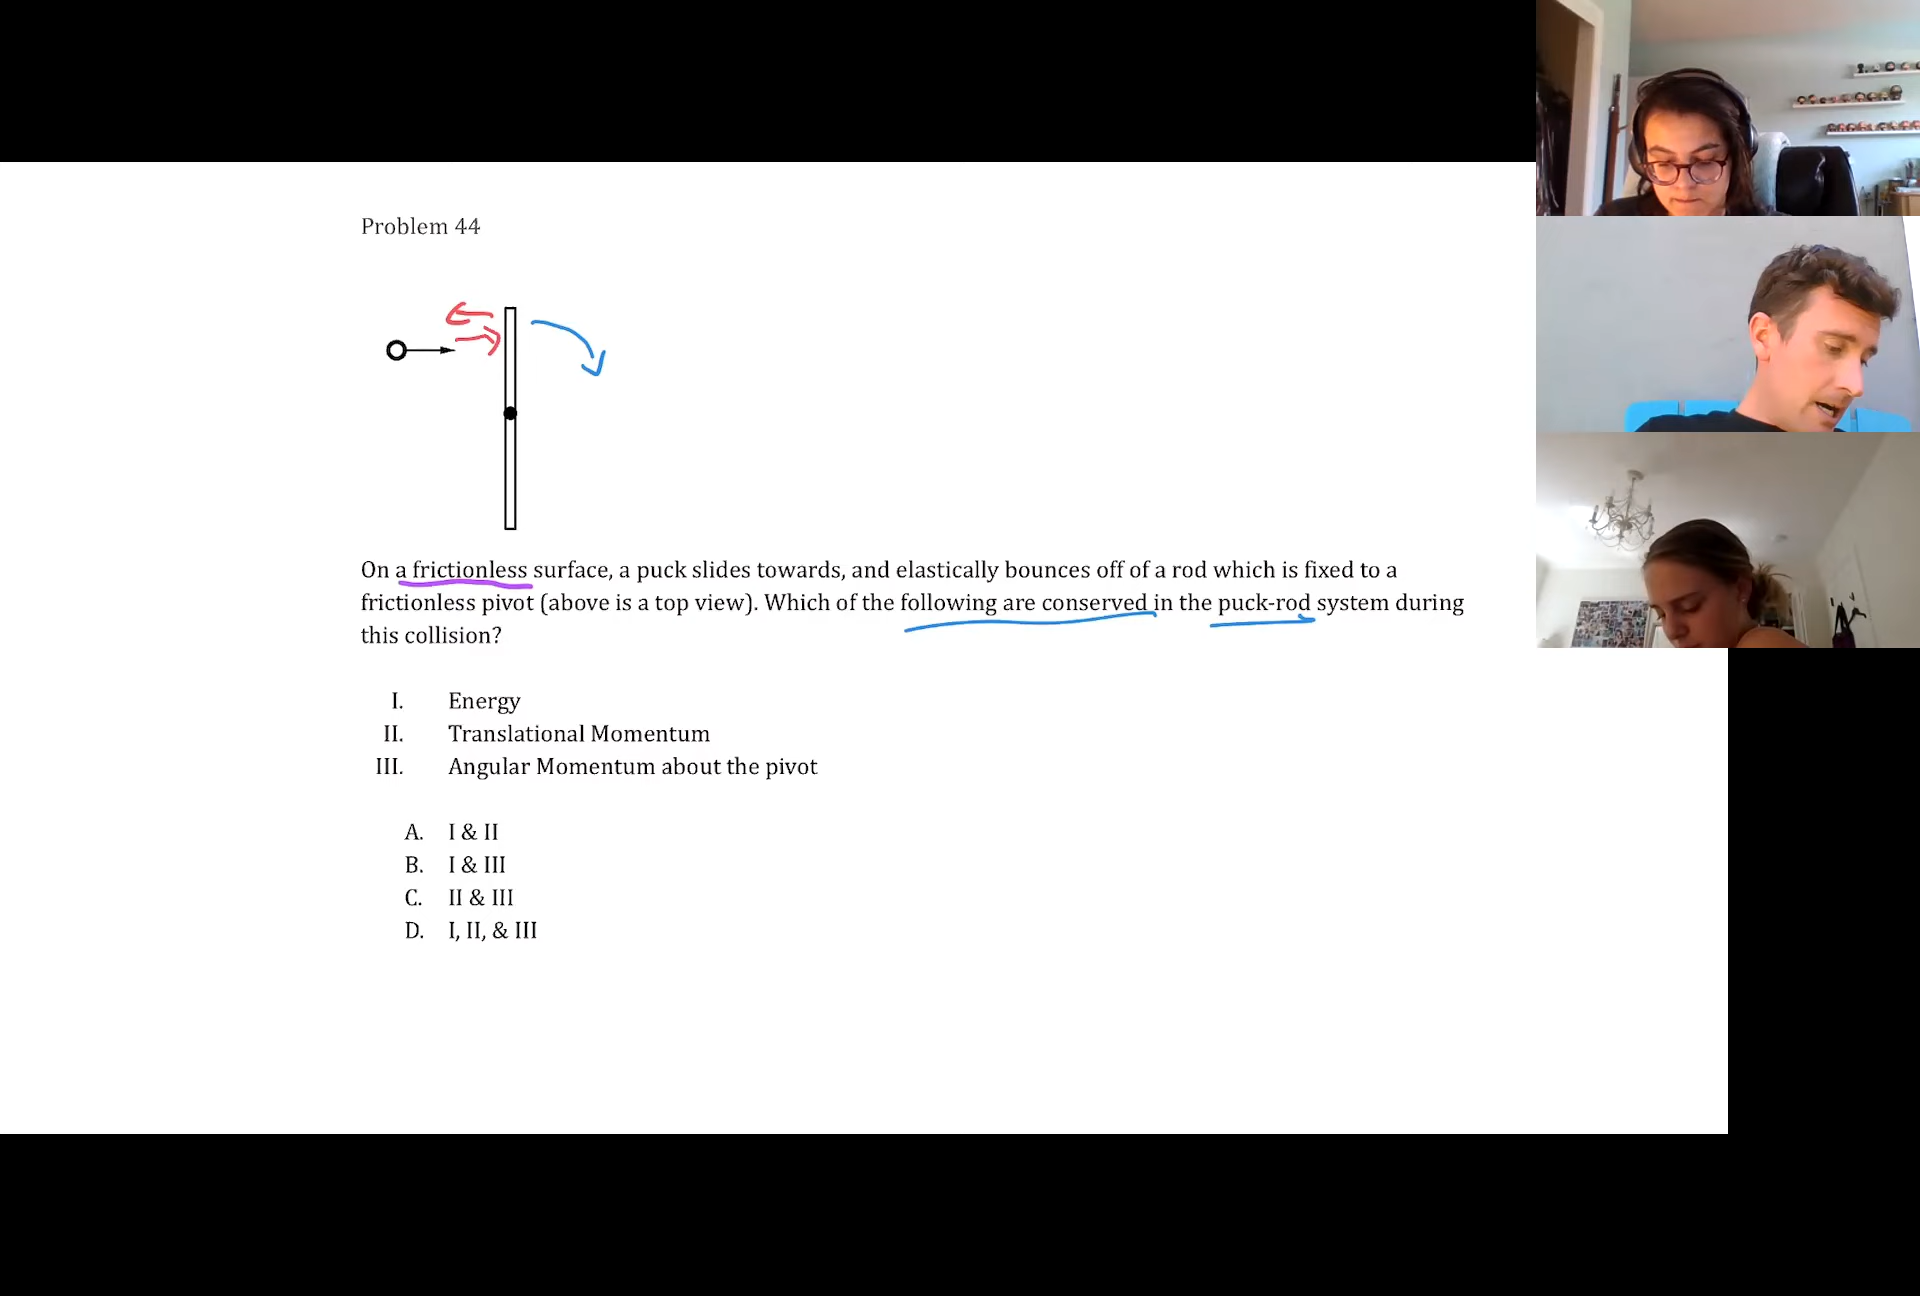 Problem 44
On a frictionless surface, a puck slides towards, and elastically bounces off of a rod which is fixed to a
frictionless pivot (above is a top view). Which of the following are conserved in the puck-rod system during
this collision?
I. Energy
II. Translational Momentum
III. Angular Momentum about the pivot
A. I & II
B. I & III
C. II & III
D. I, II, & III